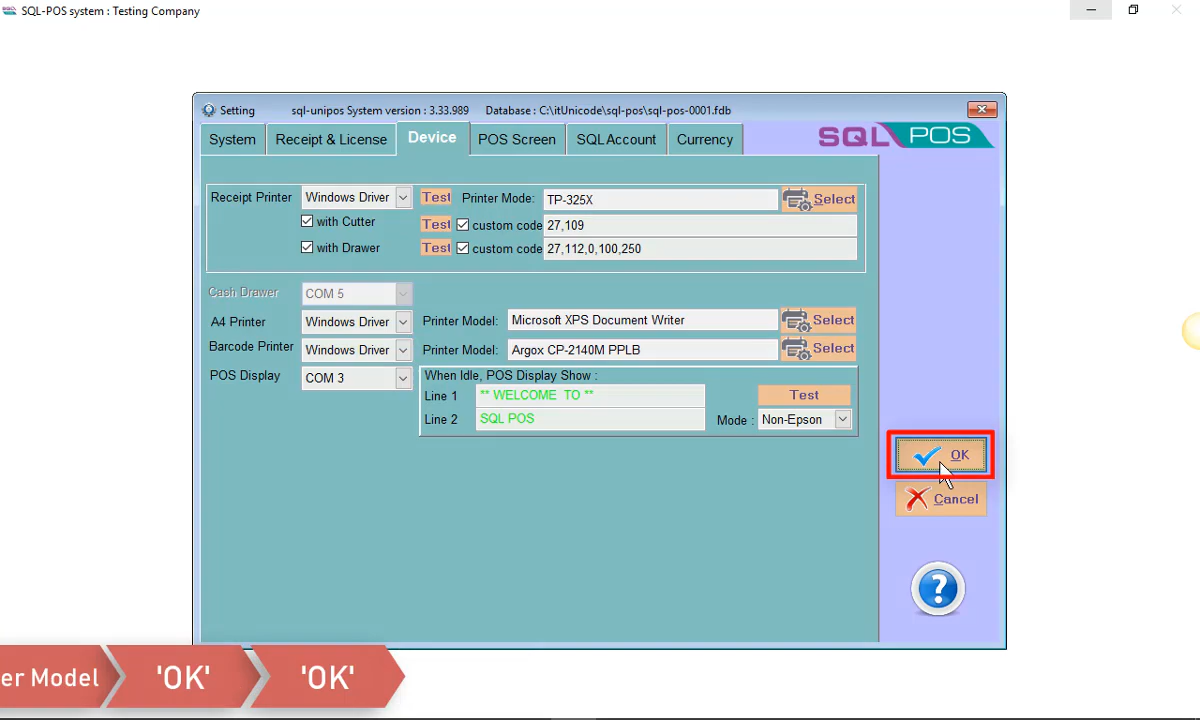 SQL-POS system : Testing Company
Setting sql-unipos System version : 3.33.989 Database : C:\itUnicode\sql-pos\sql-pos-0001.fdb
System Receipt & License Device POS Screen SQLAccount Currency
SQL POS
Receipt Printer Windows Driver Test Printer Mode: TP-325X Select
with Cutter Test custom code 27,109
with Drawer Test custom code 27,112,0,100,250
Cash Drawer COM 5
A4 Printer Windows Driver Printer Model: Microsoft XPS Document Writer Select
Barcode Printer Windows Driver Printer Model: Argox CP-2140M PPLB Select
POS Display COM 3 When Idle, POS Display Show :
Line 1 ** WELCOME TO ** Test
Line 2 SQL POS Mode : Non-Epson
OK
Cancel
?
er Model 'OK' 'OK'